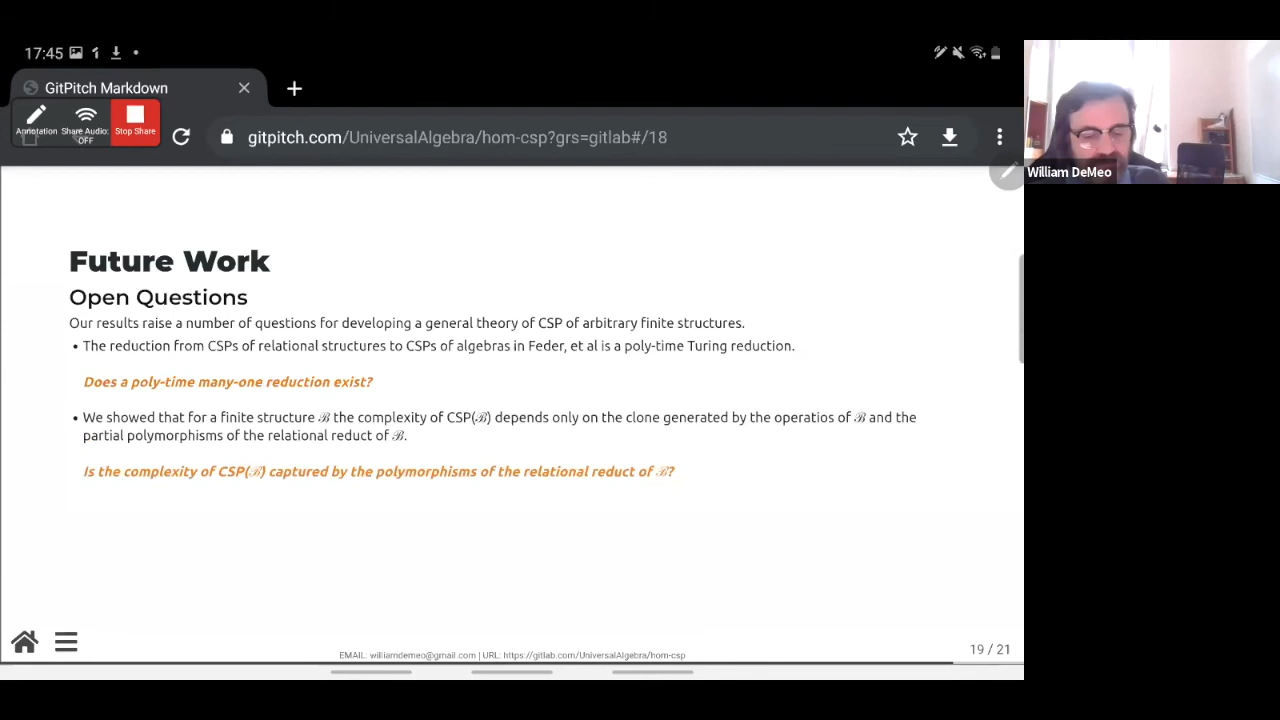 17:45
GitPitch Markdown
Annotation
Share Audio: OFF
Stop Share
gitpitch.com/UniversalAlgebra/hom-csp?grs=gitlab#/18
William DeMeo
Future Work
Open Questions
Our results raise a number of questions for developing a general theory of CSP of arbitrary finite structures.
• The reduction from CSPs of relational structures to CSPs of algebras in Feder, et al is a poly-time Turing reduction.
Does a poly-time many-one reduction exist?
• We showed that for a finite structure ℬ the complexity of CSP(ℬ) depends only on the clone generated by the operatios of ℬ and the
partial polymorphisms of the relational reduct of ℬ.
Is the complexity of CSP(ℬ) captured by the polymorphisms of the relational reduct of ℬ?
19 / 21
EMAIL: williamdemeo@gmail.com | URL: https://gitlab.com/UniversalAlgebra/hom-csp